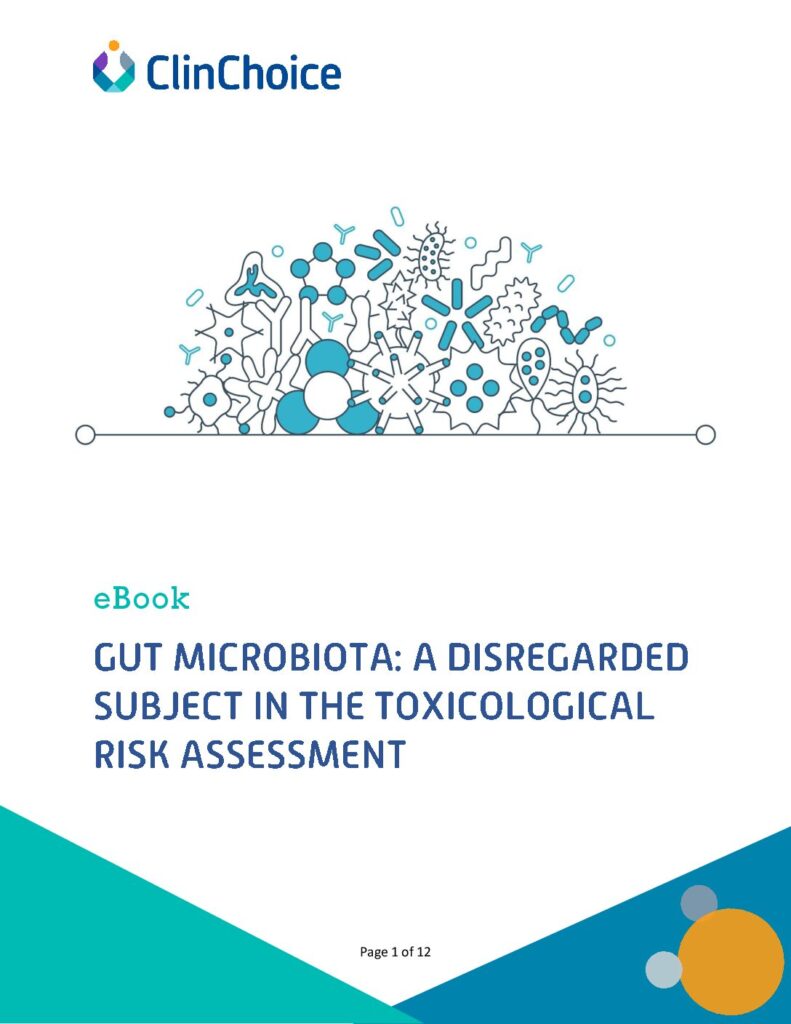 ClinChoice
eBook
GUT MICROBIOTA: A DISREGARDED
SUBJECT IN THE TOXICOLOGICAL
RISK ASSESSMENT
Page 1 of 12